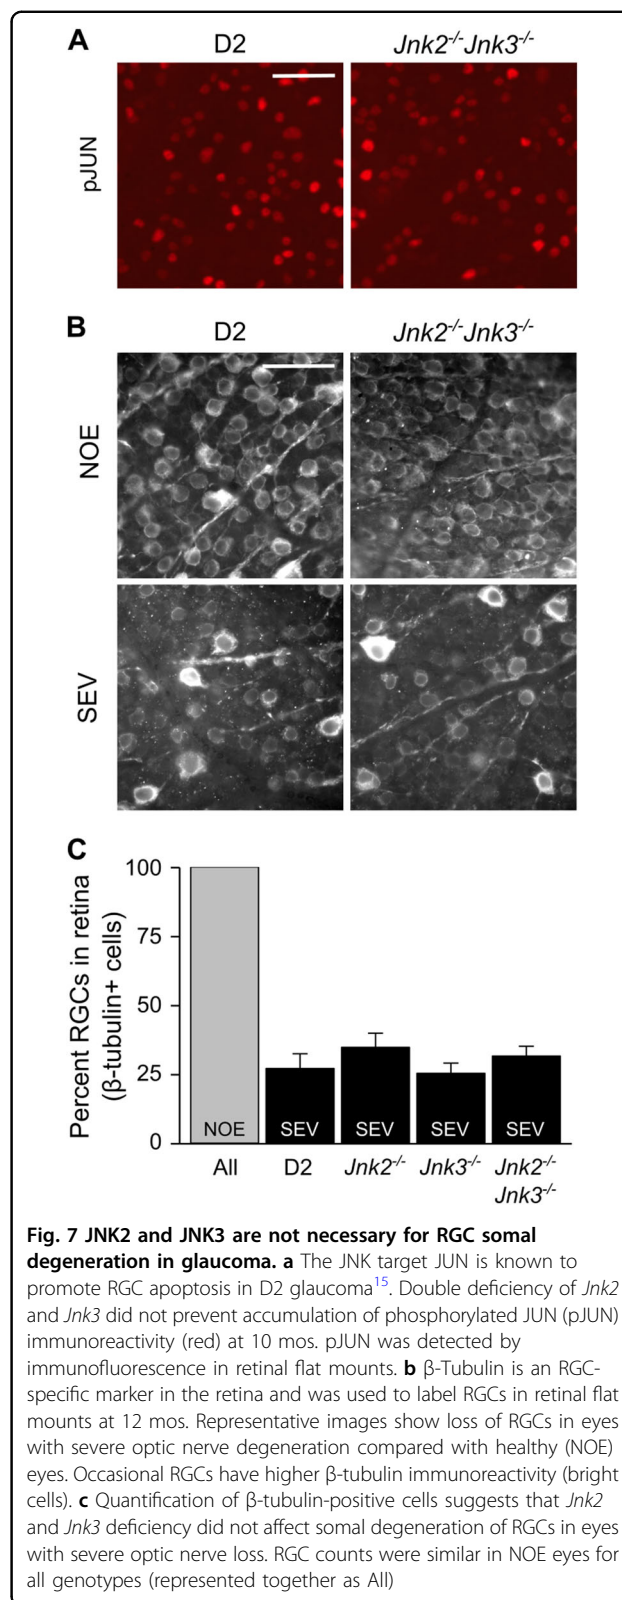 A
D2 Jnk2-/-Jnk3-/-
pJUN
B
D2 Jnk2-/-Jnk3-/-
NOE
SEV
C
Percent RGCs in retina
(β-tubulin+ cells)
100
75
50
25
0
NOE SEV SEV SEV SEV
All D2 Jnk2-/- Jnk3-/- Jnk2-/-
Jnk3-/-
Fig. 7 JNK2 and JNK3 are not necessary for RGC somal
degeneration in glaucoma. a The JNK target JUN is known to
promote RGC apoptosis in D2 glaucoma15. Double deficiency of Jnk2
and Jnk3 did not prevent accumulation of phosphorylated JUN (pJUN)
immunoreactivity (red) at 10 mos. pJUN was detected by
immunofluorescence in retinal flat mounts. b β-Tubulin is an RGC-
specific marker in the retina and was used to label RGCs in retinal flat
mounts at 12 mos. Representative images show loss of RGCs in eyes
with severe optic nerve degeneration compared with healthy (NOE)
eyes. Occasional RGCs have higher β-tubulin immunoreactivity (bright
cells). c Quantification of β-tubulin-positive cells suggests that Jnk2
and Jnk3 deficiency did not affect somal degeneration of RGCs in eyes
with severe optic nerve loss. RGC counts were similar in NOE eyes for
all genotypes (represented together as All)